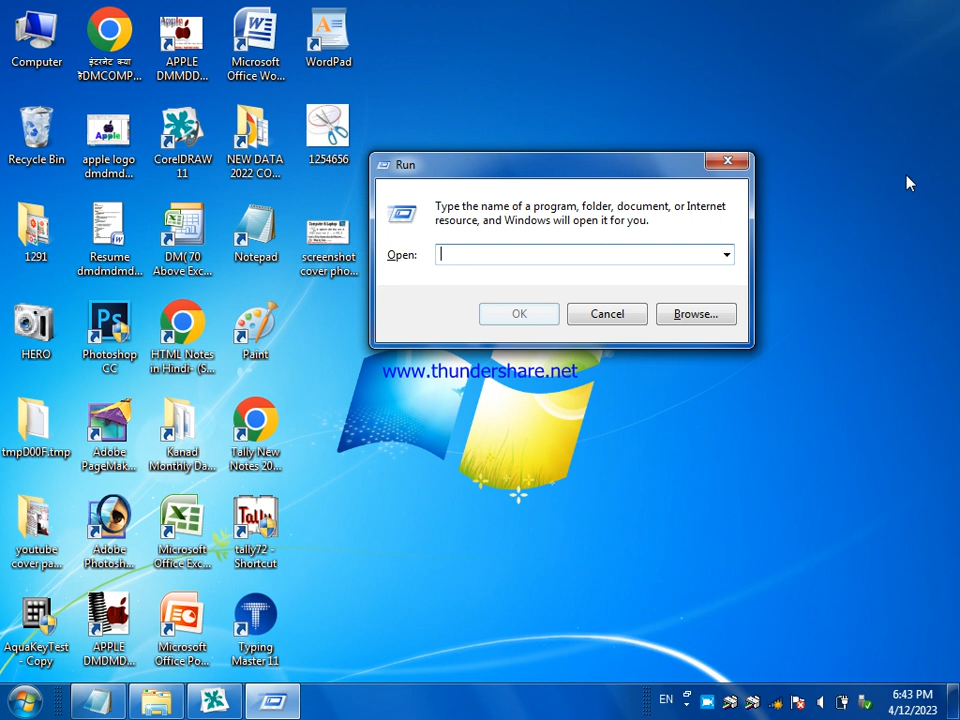 Computer
इंटरनेट क्या
हैDMCOMP...
APPLE
DMMDD...
Microsoft
Office Wo...
WordPad
Recycle Bin
apple logo
dmdmd...
CorelDRAW
11
NEW DATA
2022 CO...
1254656
1291
Resume
dmdmdmd...
DM( 70
Above Exc...
Notepad
screenshot
cover pho...
HERO
Photoshop
CC
HTML Notes
in Hindi- (S...
Paint
tmpD00F.tmp
Adobe
PageMak...
Kanad
Monthly Da...
Tally New
Notes 20...
youtube
cover pa...
Adobe
Photosh...
Microsoft
Office Exc...
tally72 -
Shortcut
AquaKeyTest
- Copy
APPLE
DMDMD...
Microsoft
Office Po...
Typing
Master 11
Run
Type the name of a program, folder, document, or Internet
resource, and Windows will open it for you.
Open:
OK
Cancel
Browse...
www.thundershare.net
EN
6:43 PM
4/12/2023